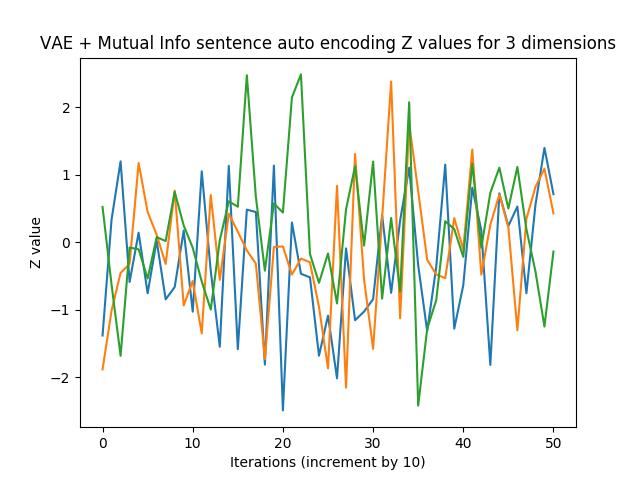 VAE + Mutual Info sentence auto encoding Z values for 3 dimensions
Z value
2
1
0
−1
−2
0 10 20 30 40 50
Iterations (increment by 10)